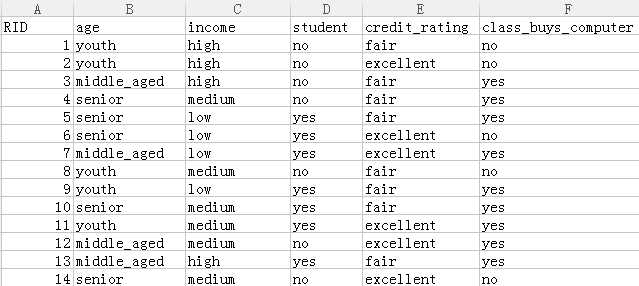 A B C D E F
RID age income student credit_rating class_buys_computer
1 youth high no fair no
2 youth high no excellent no
3 middle_aged high no fair yes
4 senior medium no fair yes
5 senior low yes fair yes
6 senior low yes excellent no
7 middle_aged low yes excellent yes
8 youth medium no fair no
9 youth low yes fair yes
10 senior medium yes fair yes
11 youth medium yes excellent yes
12 middle_aged medium no excellent yes
13 middle_aged high yes fair yes
14 senior medium no excellent no